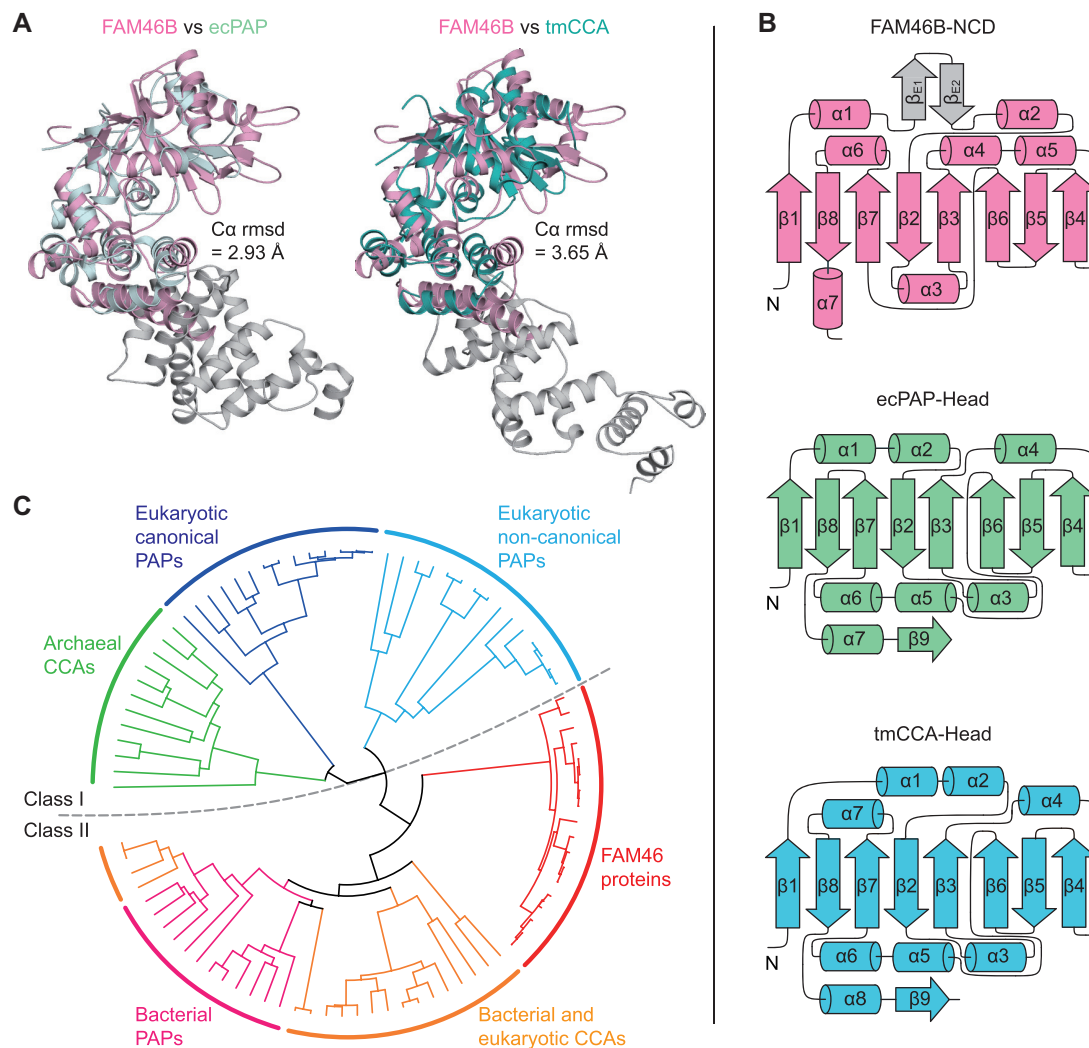 A
FAM46B vs ecPAP
FAM46B vs tmCCA
Cα rmsd
= 2.93 Å
Cα rmsd
= 3.65 Å
B
FAM46B-NCD
βE1
βE2
α1
α2
α6
α4
α5
β1
β8
β7
β2
β3
β6
β5
β4
α3
N
α7
ecPAP-Head
α1
α2
α4
β1
β8
β7
β2
β3
β6
β5
β4
N
α6
α5
α3
α7
β9
tmCCA-Head
α1
α2
α7
α4
β1
β8
β7
β2
β3
β6
β5
β4
N
α6
α5
α3
α8
β9
C
Eukaryotic
canonical
PAPs
Eukaryotic
non-canonical
PAPs
Archaeal
CCAs
Class I
Class II
FAM46
proteins
Bacterial
PAPs
Bacterial and
eukaryotic CCAs